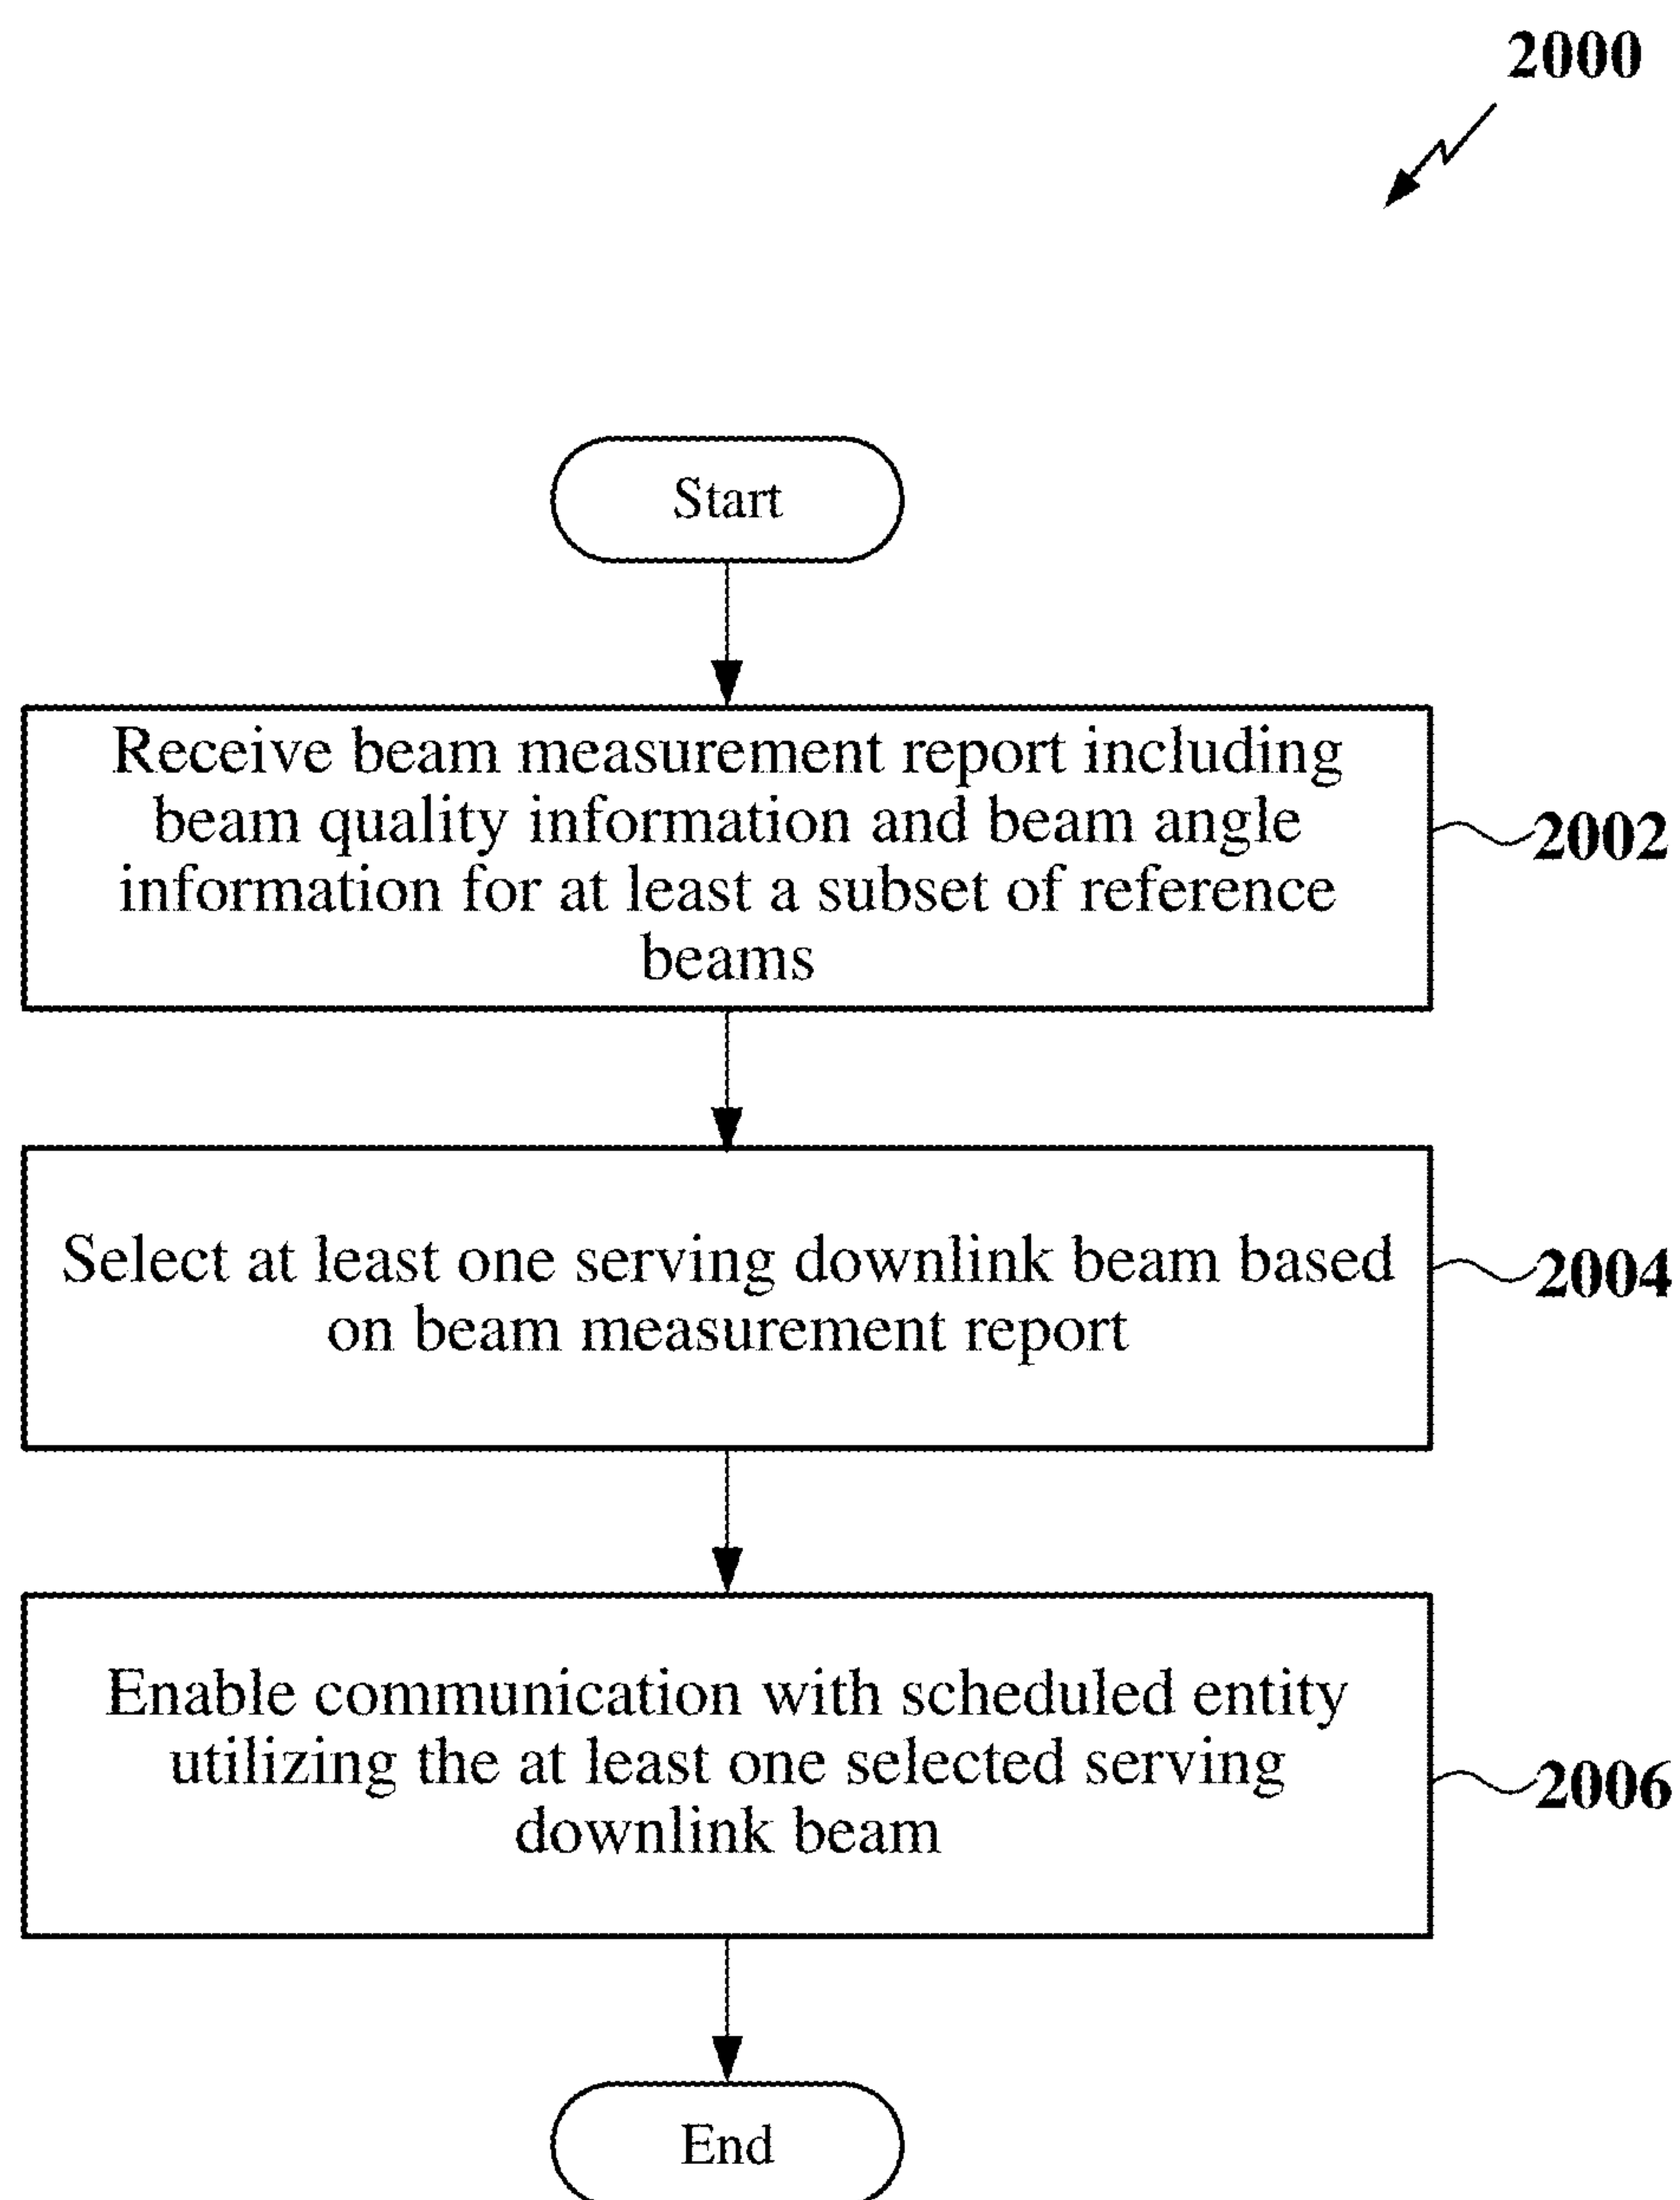 2000
Start
Receive beam measurement report including
beam quality information and beam angle
information for at least a subset of reference
beams
2002
Select at least one serving downlink beam based
on beam measurement report
2004
Enable communication with scheduled entity
utilizing the at least one selected serving
downlink beam
2006
End